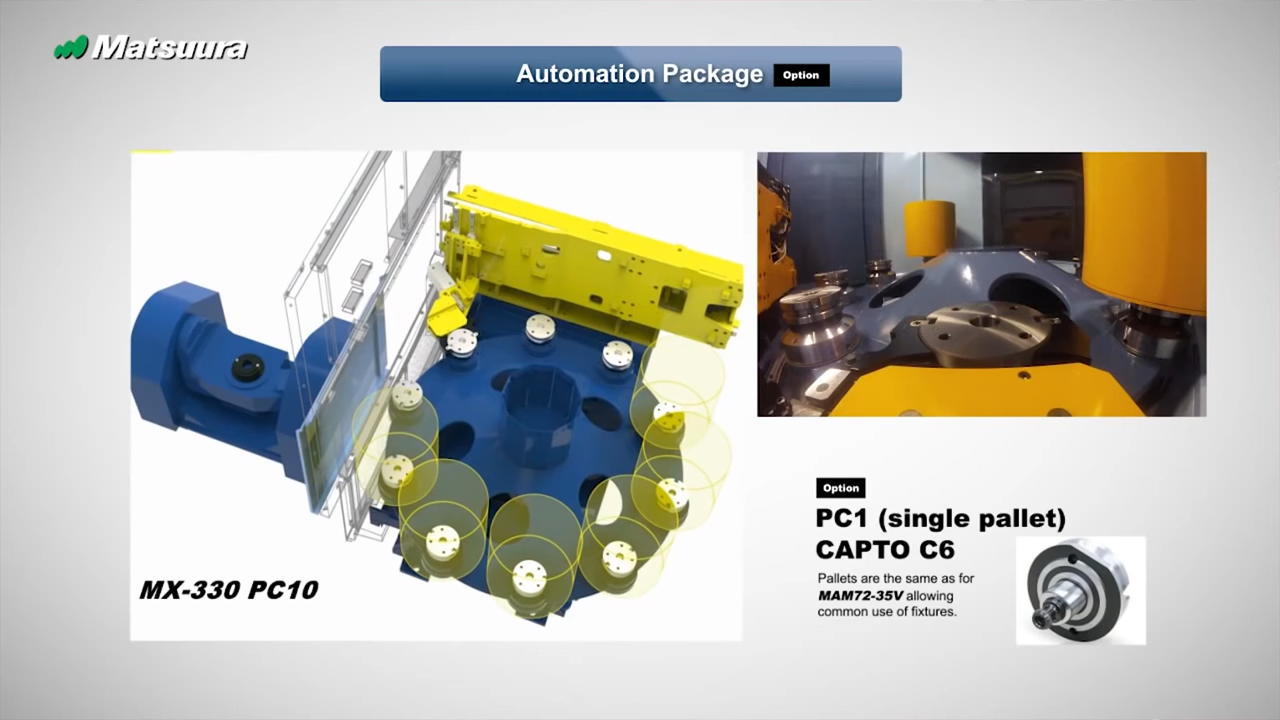 Matsuura
Automation Package Option
MX-330 PC10
Option
PC1 (single pallet)
CAPTO C6
Pallets are the same as for
MAM72-35V allowing
common use of fixtures.